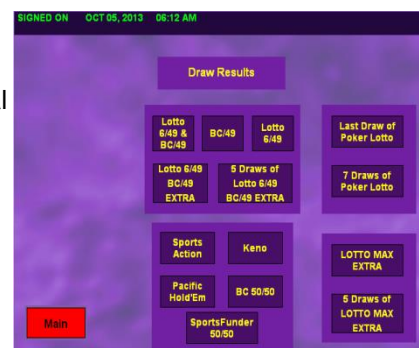 SIGNED ON OCT 05, 2013 06:12 AM
Draw Results
Lotto
6/49 &
BC/49
BC/49
Lotto
6/49
Lotto 6/49
BC/49
EXTRA
5 Draws of
Lotto 6/49
BC/49 EXTRA
Last Draw of
Poker Lotto
7 Draws of
Poker Lotto
Sports
Action
Keno
Pacific
Hold'Em
BC 50/50
SportsFunder
50/50
LOTTO MAX
EXTRA
5 Draws of
LOTTO MAX
EXTRA
Main